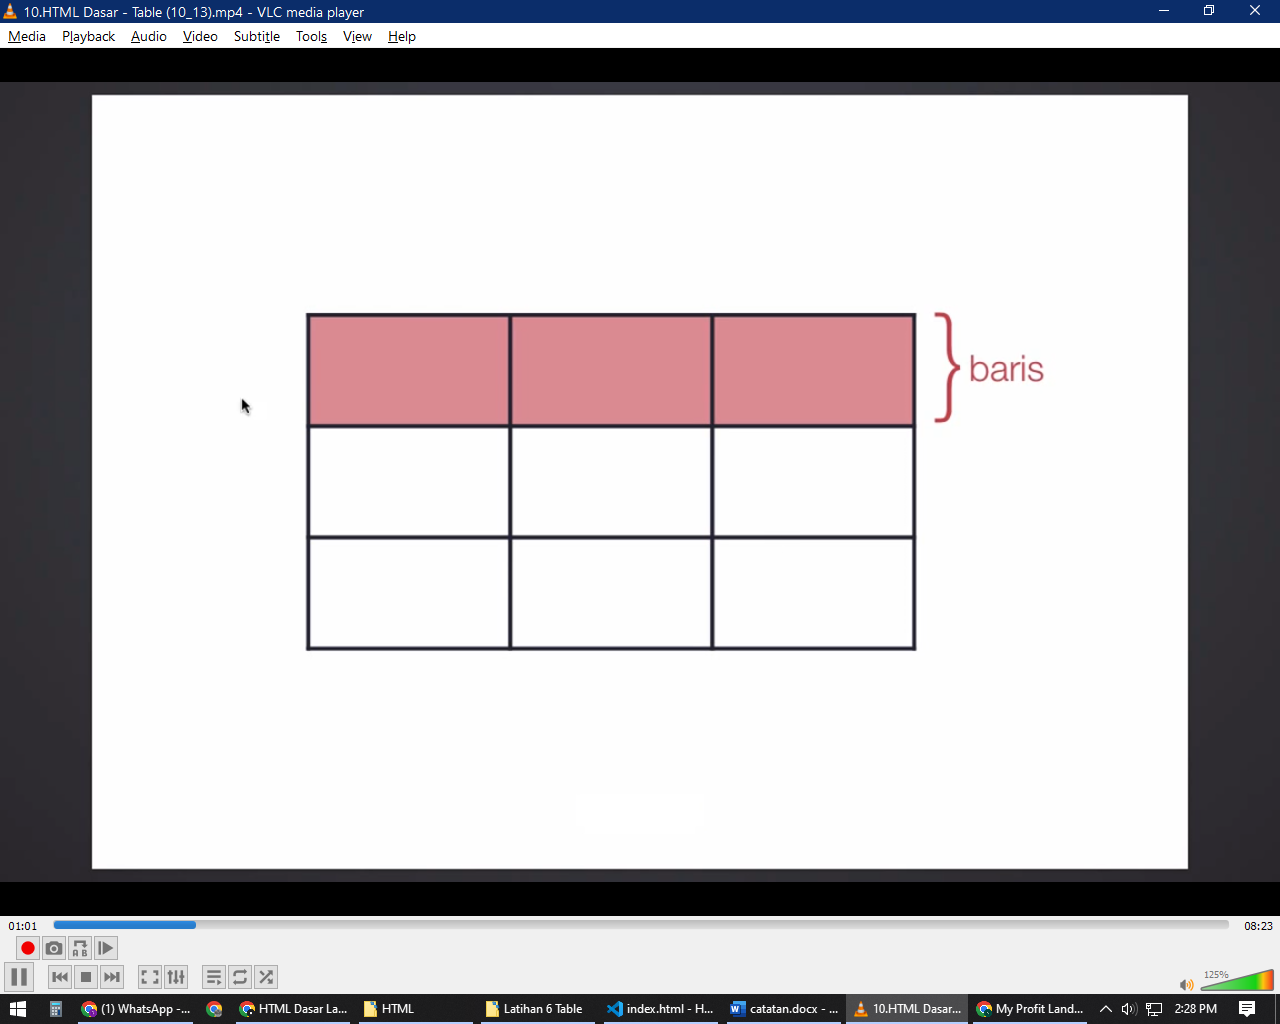 10.HTML Dasar - Table (10_13).mp4 - VLC media player
Media Playback Audio Video Subtitle Tools View Help
baris
01:01
08:23
A B
125%
(1) WhatsApp -...
HTML Dasar La...
HTML
Latihan 6 Table
index.html - H...
catatan.docx - ...
10.HTML Dasar...
My Profit Land...
2:28 PM